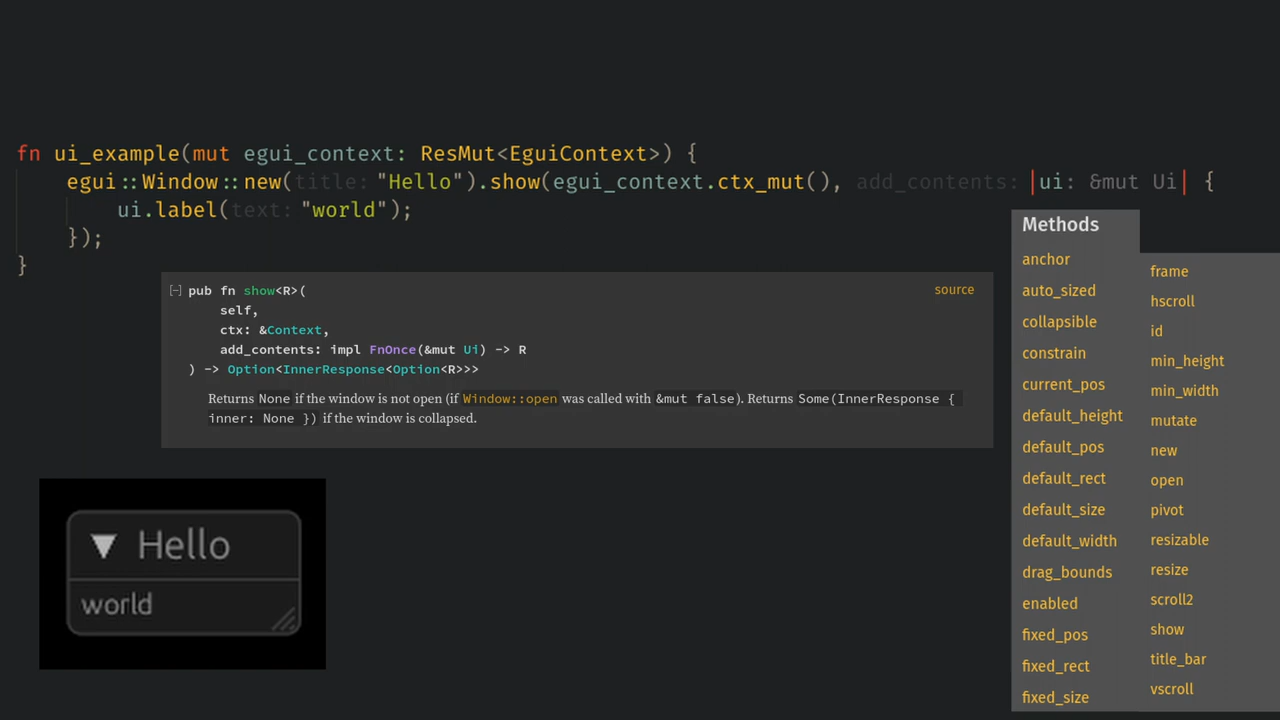 fn ui_example(mut egui_context: ResMut<EguiContext>) {
egui::Window::new(title: "Hello").show(egui_context.ctx_mut(), add_contents: |ui: &mut Ui| {
ui.label(text: "world");
});
}
[−] pub fn show<R>(
source
self,
ctx: &Context,
add_contents: impl FnOnce(&mut Ui) -> R
) -> Option<InnerResponse<Option<R>>>
Returns None if the window is not open (if Window::open was called with &mut false). Returns Some(InnerResponse {
inner: None }) if the window is collapsed.
▼ Hello
world
Methods
anchor
auto_sized
collapsible
constrain
current_pos
default_height
default_pos
default_rect
default_size
default_width
drag_bounds
enabled
fixed_pos
fixed_rect
fixed_size
frame
hscroll
id
min_height
min_width
mutate
new
open
pivot
resizable
resize
scroll2
show
title_bar
vscroll